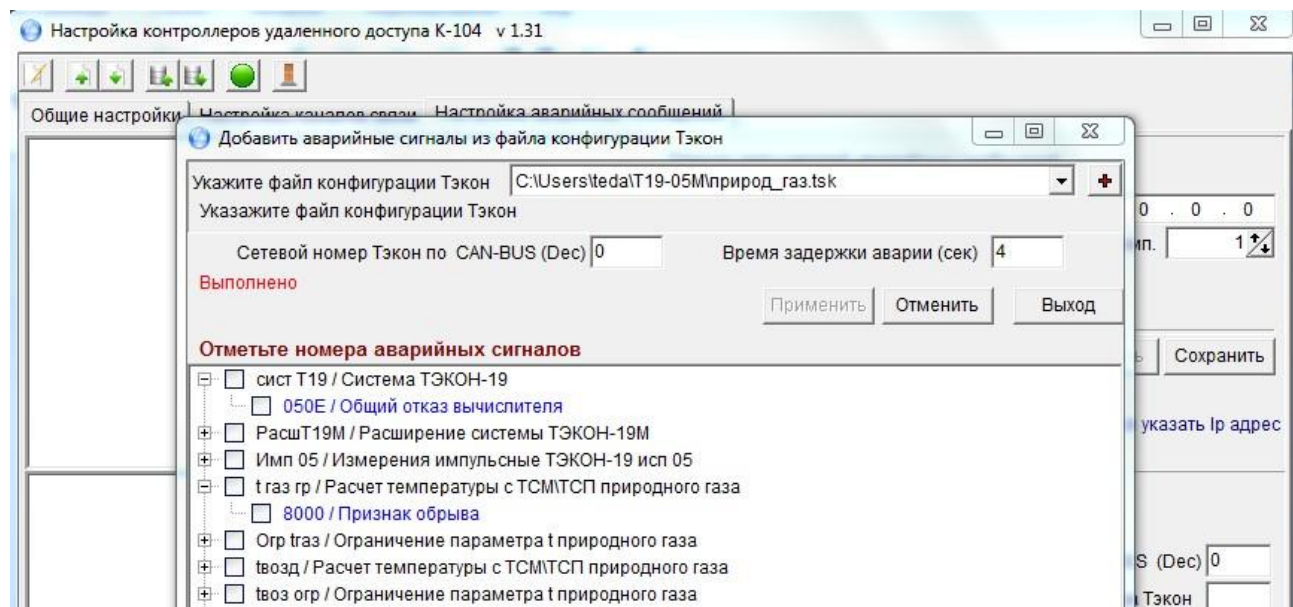 Настройка контроллеров удаленного доступа К-104 v 1.31
Общие настройки Настройка каналов связи Настройка аварийных сообщений
Добавить аварийные сигналы из файла конфигурации Тэкон
Укажите файл конфигурации Тэкон C:\Users\teda\T19-05M\природ_газ.tsk
Указажите файл конфигурации Тэкон
0 . 0 . 0
Сетевой номер Тэкон по CAN-BUS (Dec) 0 Время задержки аварии (сек) 4
мп. 1
Выполнено
Применить Отменить Выход
Отметьте номера аварийных сигналов
Сохранить
сист Т19 / Система ТЭКОН-19
050E / Общий отказ вычислителя
указать Ip адрес
РасшТ19М / Расширение системы ТЭКОН-19М
Имп 05 / Измерения импульсные ТЭКОН-19 исп 05
t газ гр / Расчет температуры с ТСМ\ТСП природного газа
8000 / Признак обрыва
Огр tгаз / Ограничение параметра t природного газа
tвозд / Расчет температуры с ТСМ\ТСП природного газа
S (Dec) 0
tвоз огр / Ограничение параметра t природного газа
Тэкон